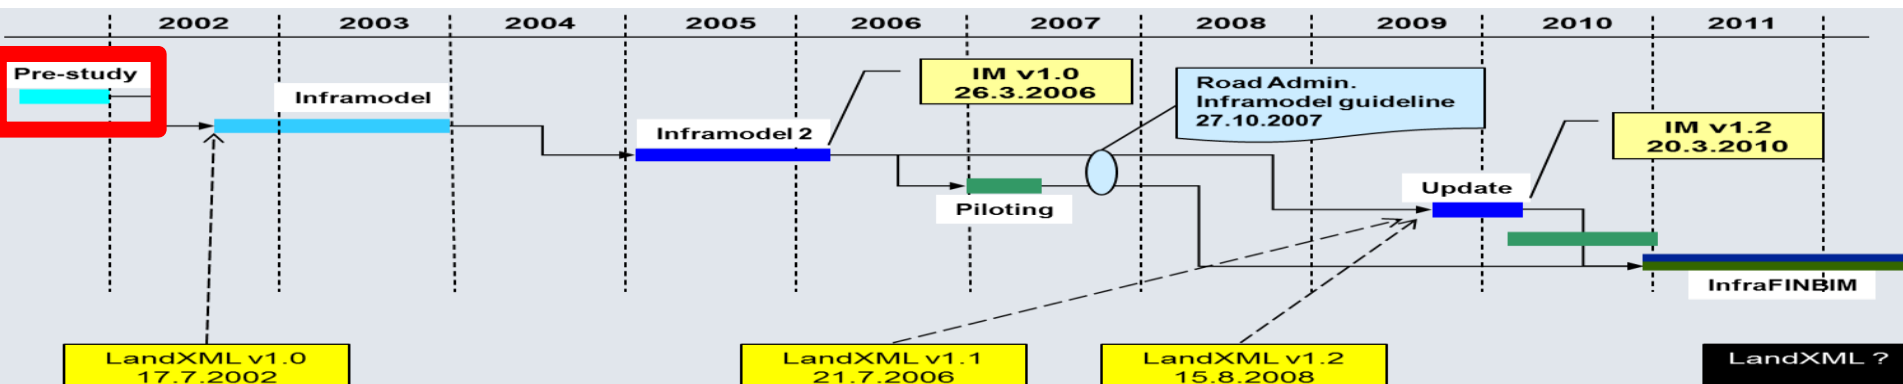 2002 2003 2004 2005 2006 2007 2008 2009 2010 2011
Pre-study
Inframodel
Inframodel 2
IM v1.0
26.3.2006
Road Admin.
Inframodel guideline
27.10.2007
IM v1.2
20.3.2010
Piloting
Update
InfraFINBIM
LandXML v1.0
17.7.2002
LandXML v1.1
21.7.2006
LandXML v1.2
15.8.2008
LandXML ?